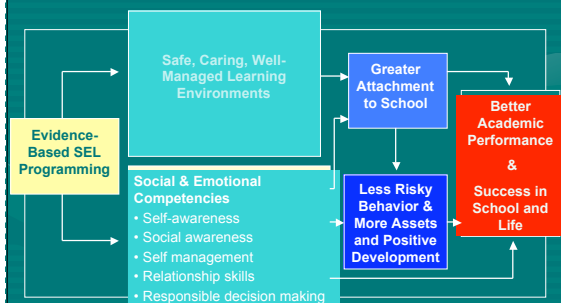 Safe, Caring, Well-
Managed Learning
Environments
Greater
Attachment
to School
Better
Academic
Performance
&
Success in
School and
Life
Evidence-
Based SEL
Programming
Social & Emotional
Competencies
• Self-awareness
• Social awareness
• Self management
• Relationship skills
• Responsible decision making
Less Risky
Behavior &
More Assets
and Positive
Development